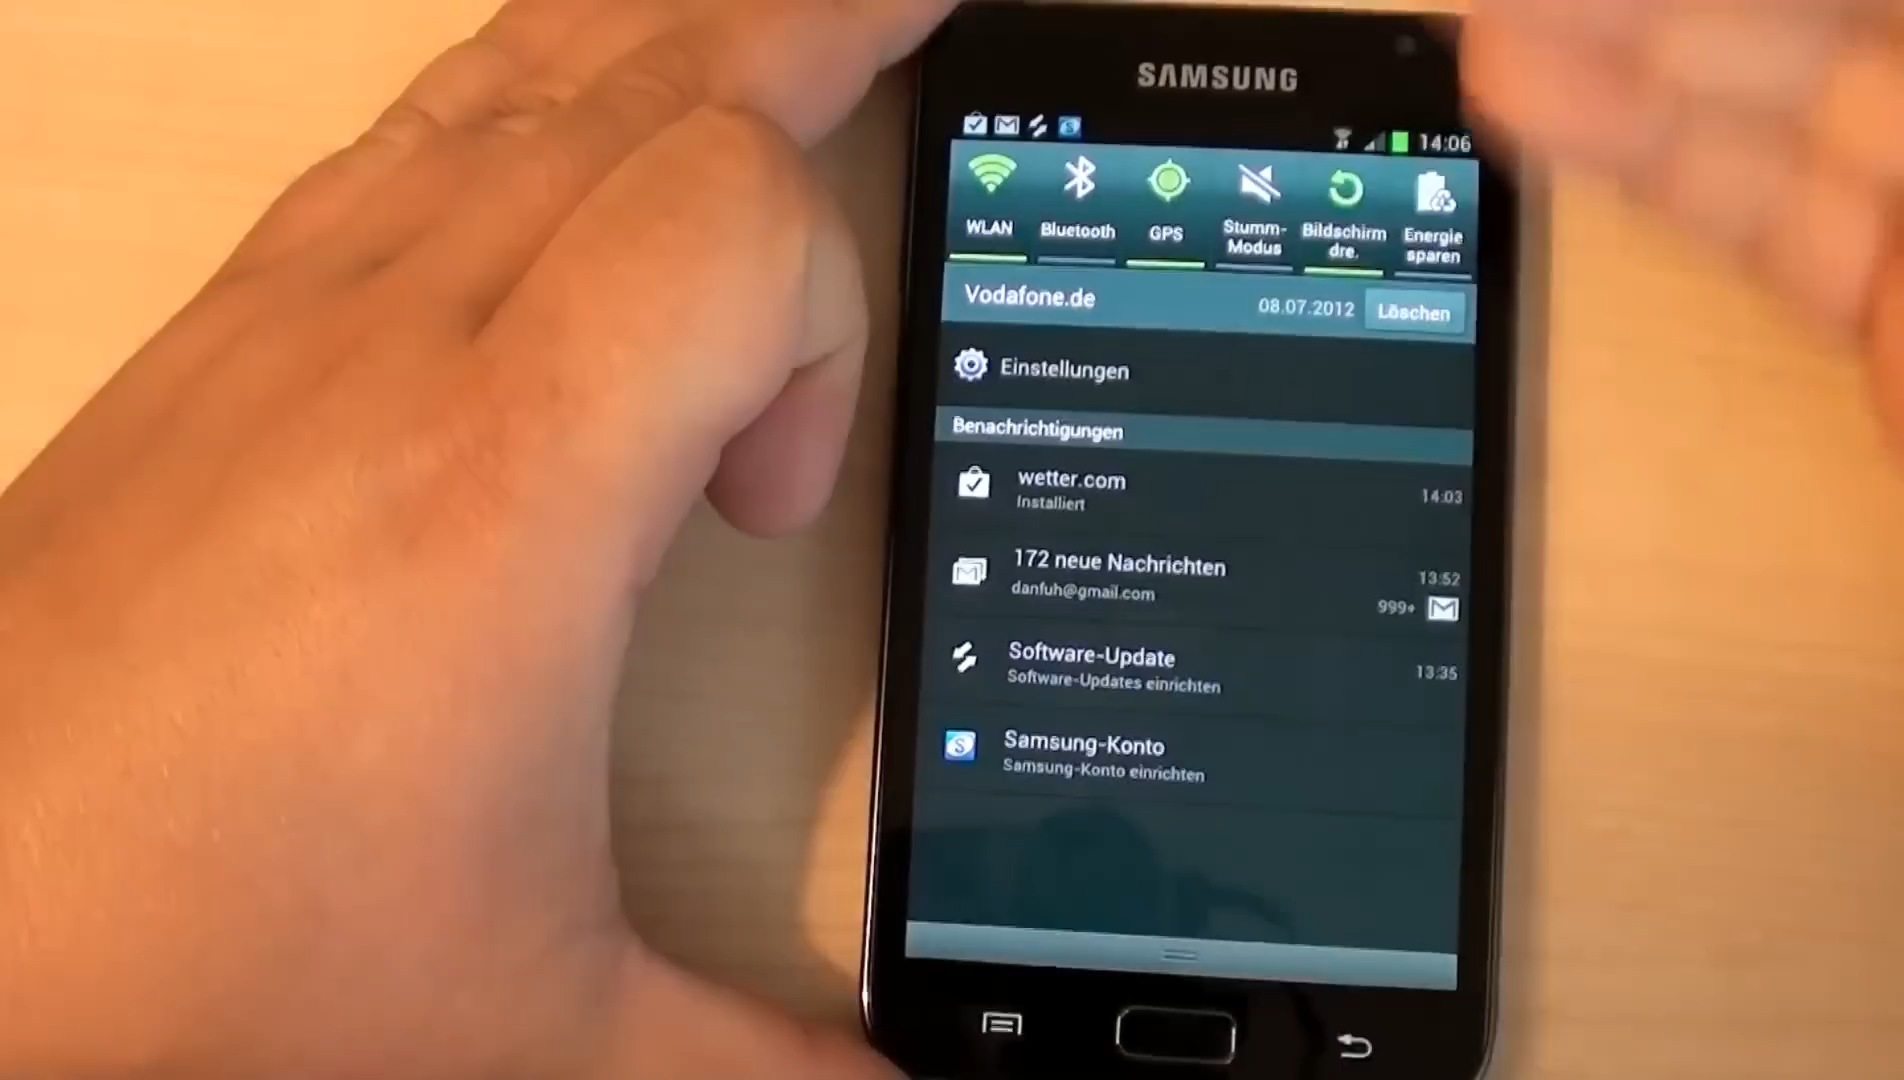 SAMSUNG
14:06
WLAN
Bluetooth
GPS
Stumm-
Modus
Bildschirm
dre.
Energie
sparen
Vodafone.de
08.07.2012
Löschen
Einstellungen
Benachrichtigungen
wetter.com
14:03
Installiert
172 neue Nachrichten
13:52
danfuh@gmail.com
999+
Software-Update
13:35
Software-Updates einrichten
Samsung-Konto
Samsung-Konto einrichten